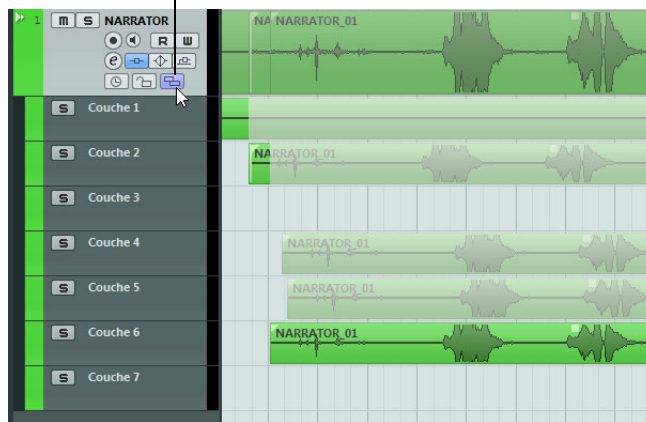 1 m S NARRATOR
R W
e
NA NARRATOR_01
S Couche 1
S Couche 2
NARRATOR_01
S Couche 3
S Couche 4
NARRATOR_01
S Couche 5
NARRATOR_01
S Couche 6
NARRATOR_01
S Couche 7